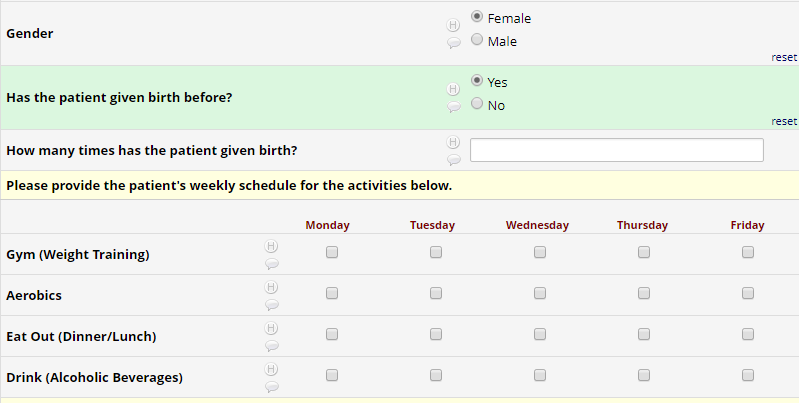 Gender
H
Female
Male
reset
Has the patient given birth before?
H
Yes
No
reset
How many times has the patient given birth?
H
Please provide the patient's weekly schedule for the activities below.
Monday Tuesday Wednesday Thursday Friday
Gym (Weight Training)
H
Aerobics
H
Eat Out (Dinner/Lunch)
H
Drink (Alcoholic Beverages)
H